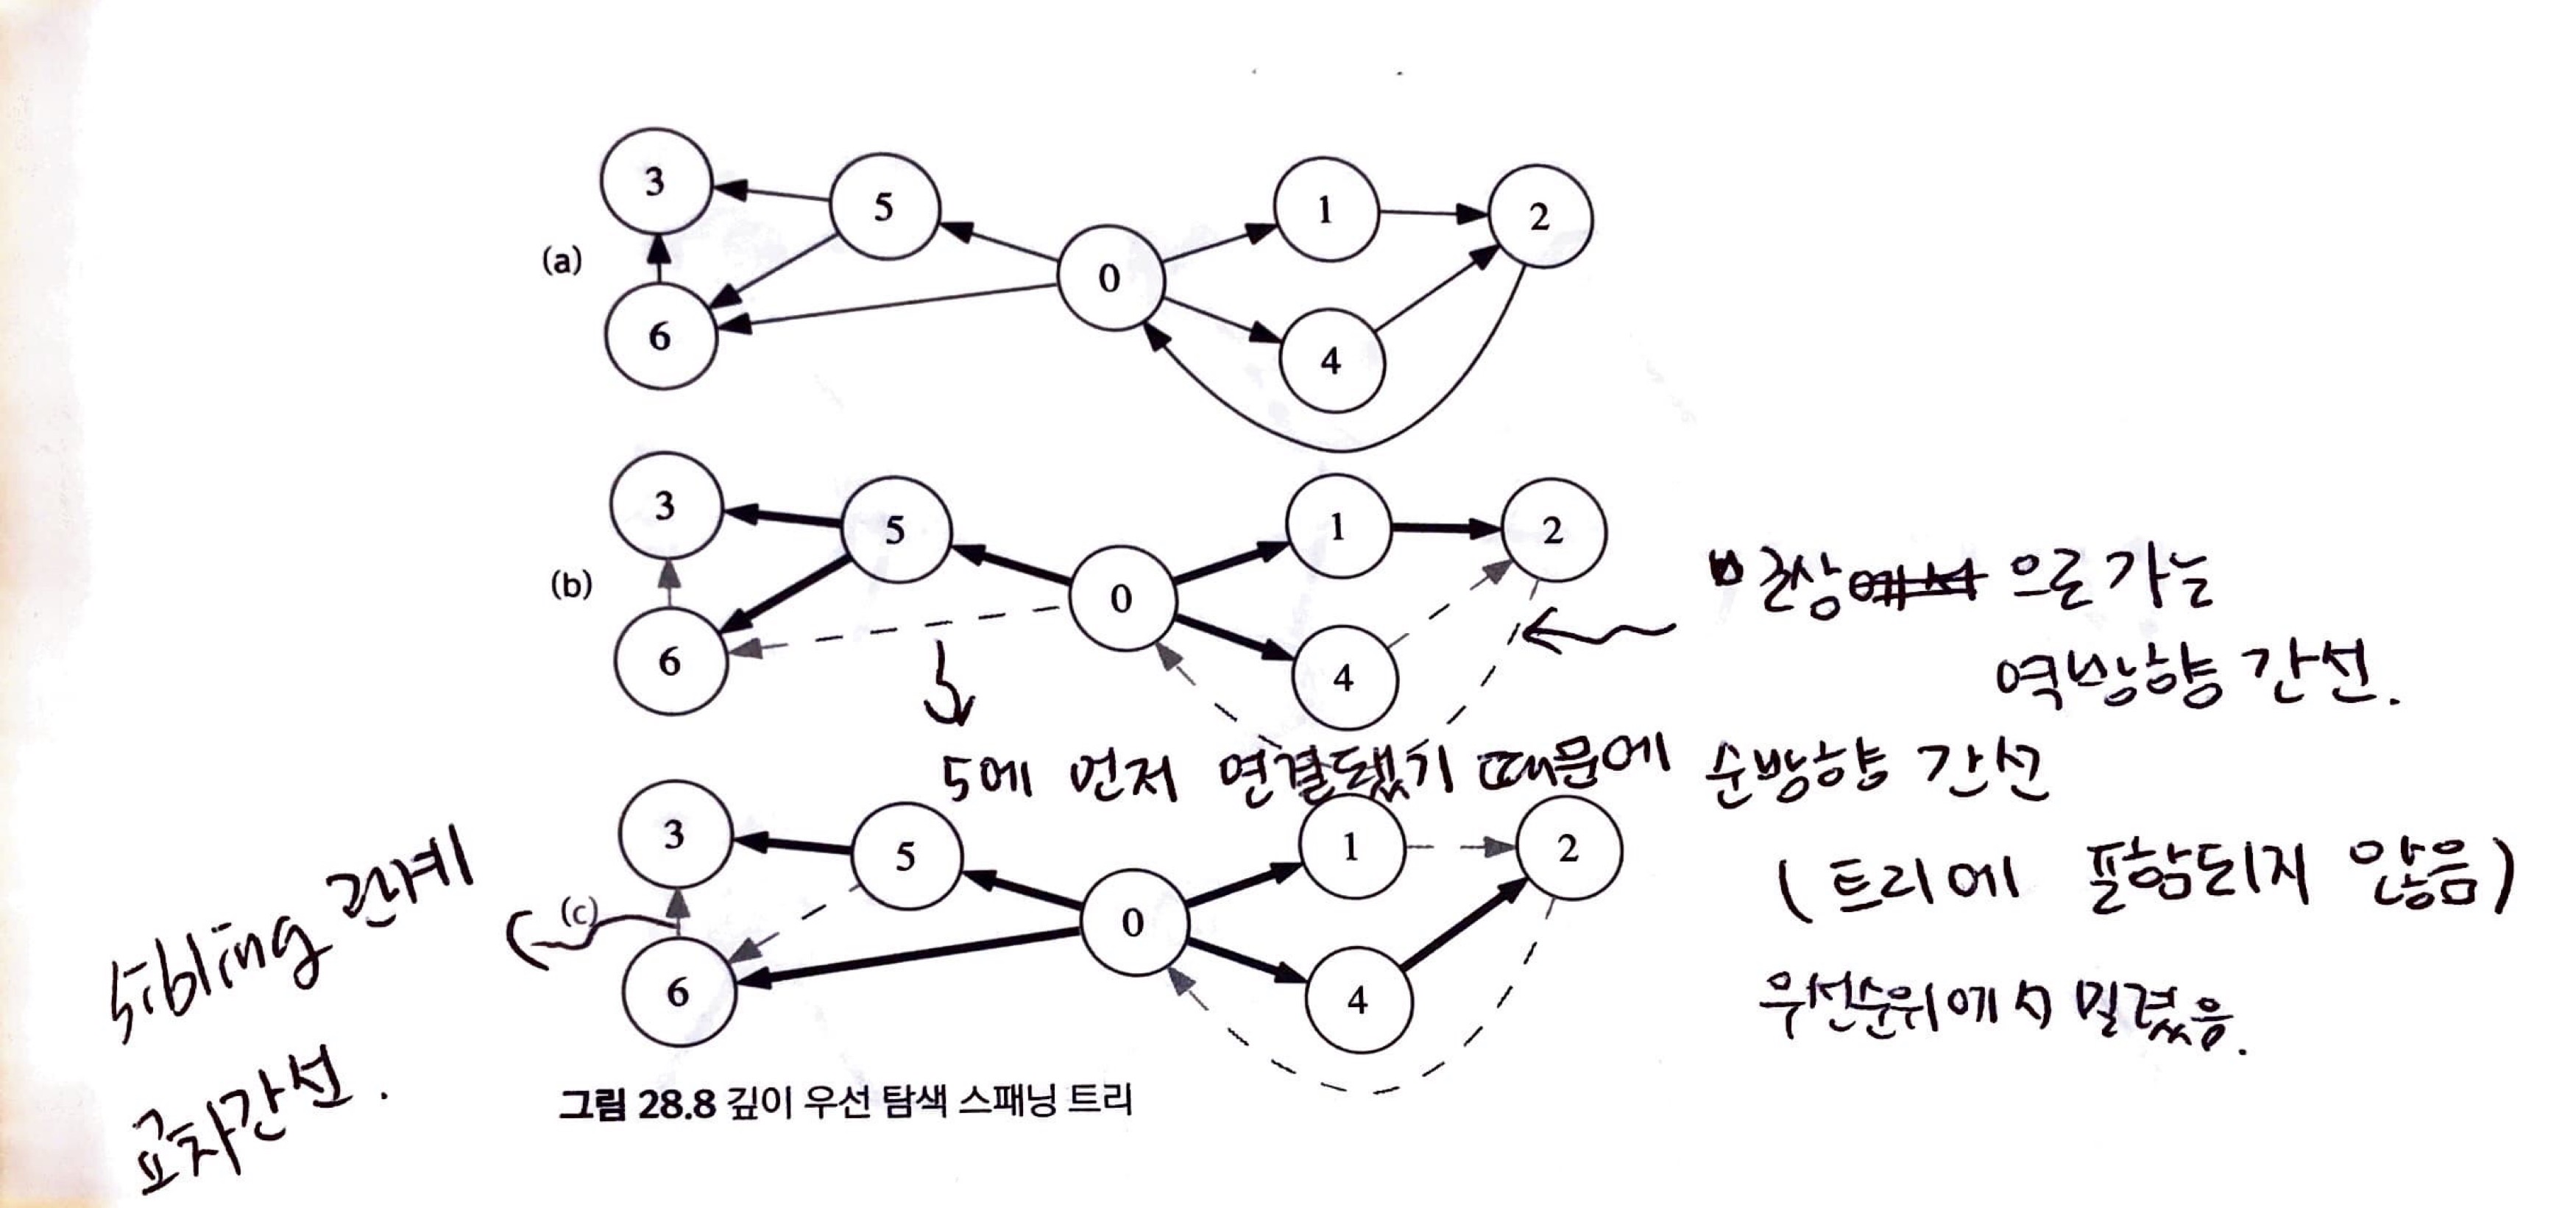 3
5
1
2
(a)
0
6
4
3
5
1
2
(b)
0
6
4
으로 가는
역방향 간선.
5에 먼저 연결됐기 때문에 순방향 간선
(트리에 포함되지 않음)
우선순위에서 밀렸음.
3
5
1
2
(c)
0
6
4
sibling 관계
교차간선.
그림 28.8 깊이 우선 탐색 스패닝 트리